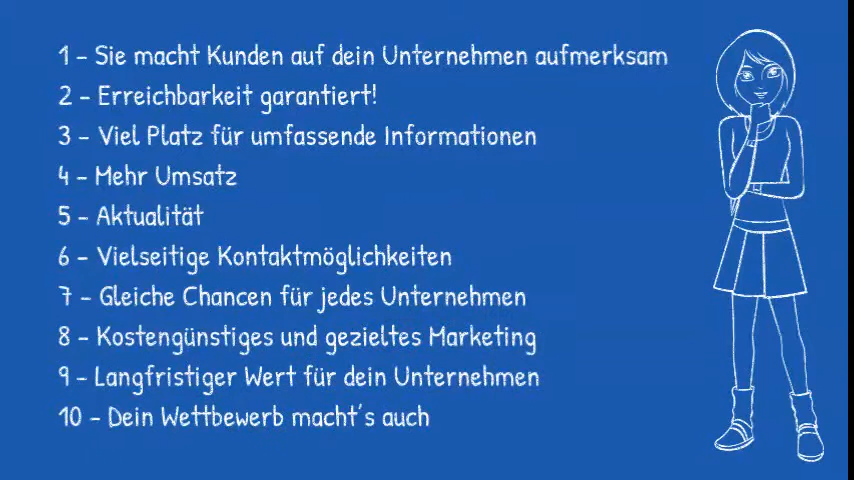 1 - Sie macht Kunden auf dein Unternehmen aufmerksam
2 - Erreichbarkeit garantiert!
3 - Viel Platz für umfassende Informationen
4 - Mehr Umsatz
5 - Aktualität
6 - Vielseitige Kontaktmöglichkeiten
7 - Gleiche Chancen für jedes Unternehmen
8 - Kostengünstiges und gezieltes Marketing
9 - Langfristiger Wert für dein Unternehmen
10 - Dein Wettbewerb macht's auch